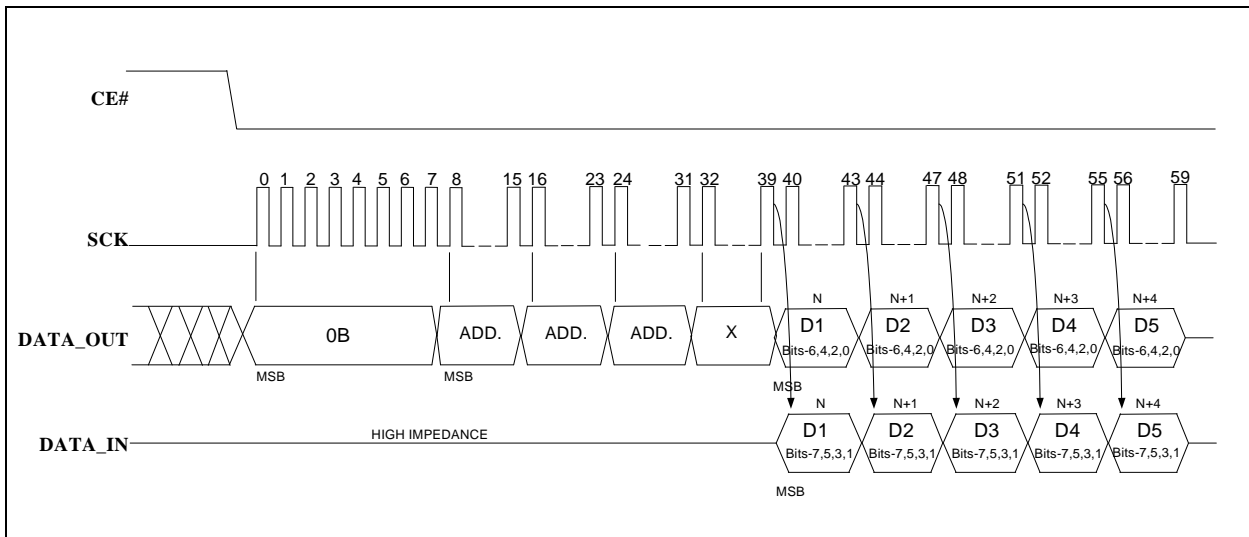 CE#
0 1 2 3 4 5 6 7 8 15 16 23 24 31 32 39 40 43 44 47 48 51 52 55 56 59
SCK
N N+1 N+2 N+3 N+4
DATA_OUT 0B ADD. ADD. ADD. X D1 D2 D3 D4 D5
Bits-6,4,2,0 Bits-6,4,2,0 Bits-6,4,2,0 Bits-6,4,2,0 Bits-6,4,2,0
MSB MSB MSB
N N+1 N+2 N+3 N+4
DATA_IN HIGH IMPEDANCE D1 D2 D3 D4 D5
Bits-7,5,3,1 Bits-7,5,3,1 Bits-7,5,3,1 Bits-7,5,3,1 Bits-7,5,3,1
MSB